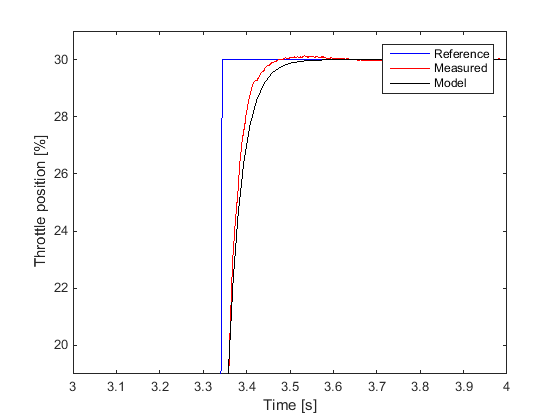 Throttle position [%]
30
28
26
24
22
20
Reference
Measured
Model
3 3.1 3.2 3.3 3.4 3.5 3.6 3.7 3.8 3.9 4
Time [s]